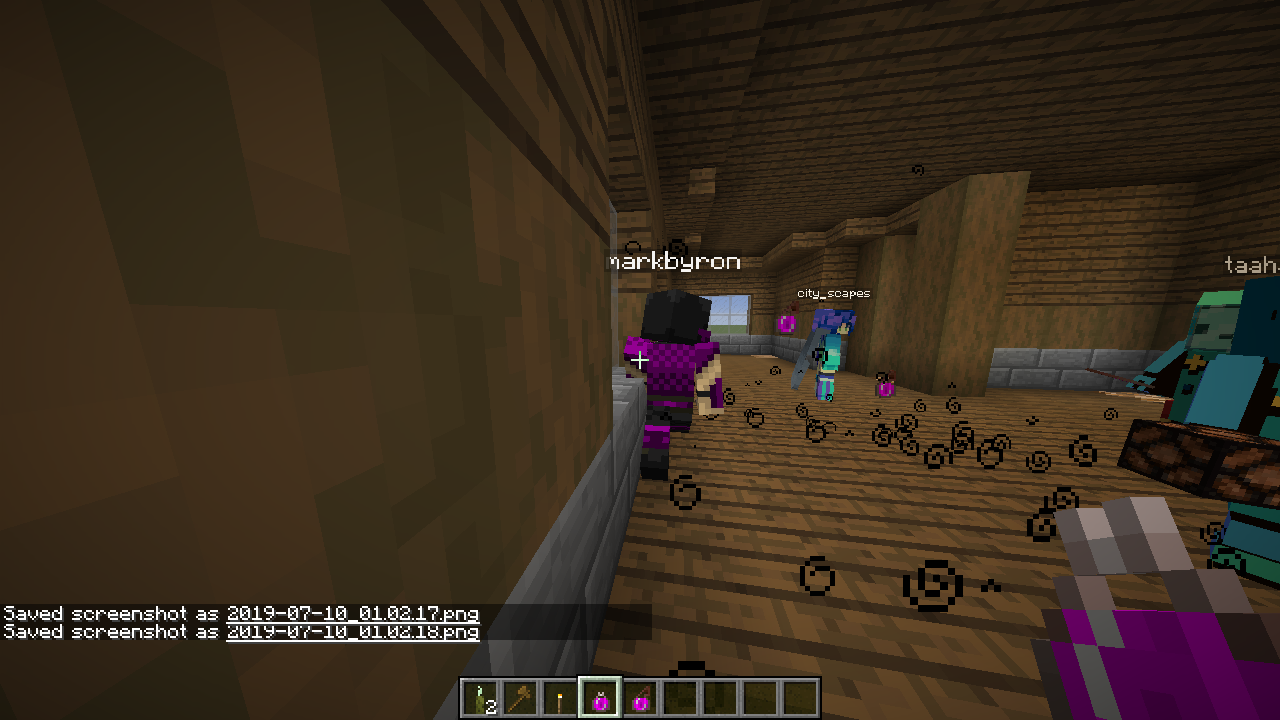 markbyron
city_scapes
taah
Saved screenshot as 2019-07-10_01.02.17.png
Saved screenshot as 2019-07-10_01.02.18.png
2